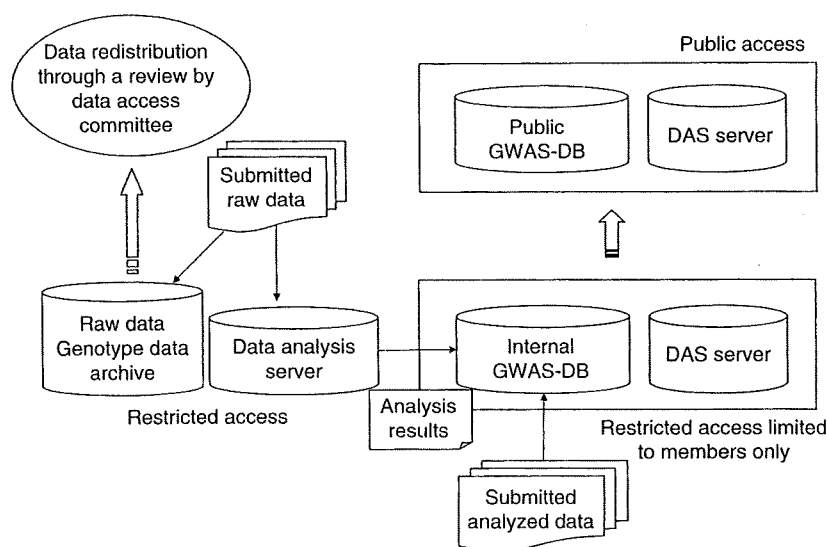 Data redistribution
through a review by
data access
committee
Public access
Public
GWAS-DB
DAS server
Submitted
raw data
Raw data
Genotype data
archive
Data analysis
server
Internal
GWAS-DB
DAS server
Restricted access
Analysis
results
Restricted access limited
to members only
Submitted
analyzed data